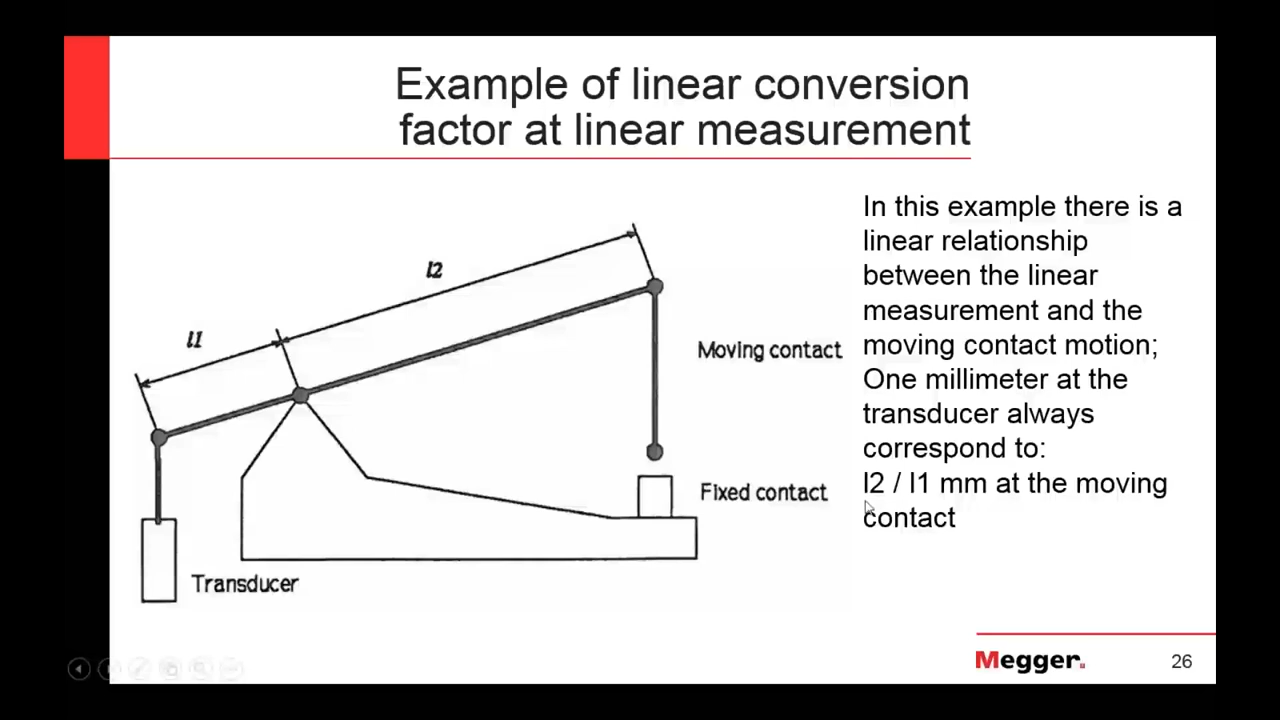 Example of linear conversion
factor at linear measurement
l2
l1
Moving contact
Fixed contact
Transducer
In this example there is a
linear relationship
between the linear
measurement and the
moving contact motion;
One millimeter at the
transducer always
correspond to:
l2 / l1 mm at the moving
contact
Megger.
26